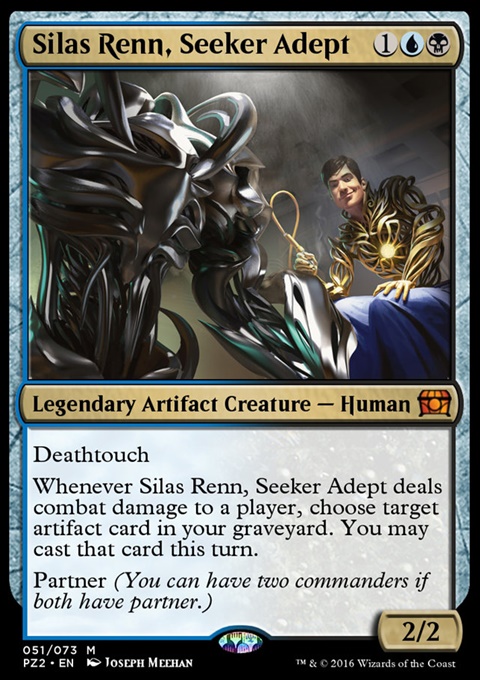 Silas Renn, Seeker Adept 1
Legendary Artifact Creature — Human
Deathtouch
Whenever Silas Renn, Seeker Adept deals
combat damage to a player, choose target
artifact card in your graveyard. You may
cast that card this turn.
Partner (You can have two commanders if
both have partner.)
2/2
051/073 M
PZ2 • EN Joseph Meehan
™ & © 2016 Wizards of the Coast